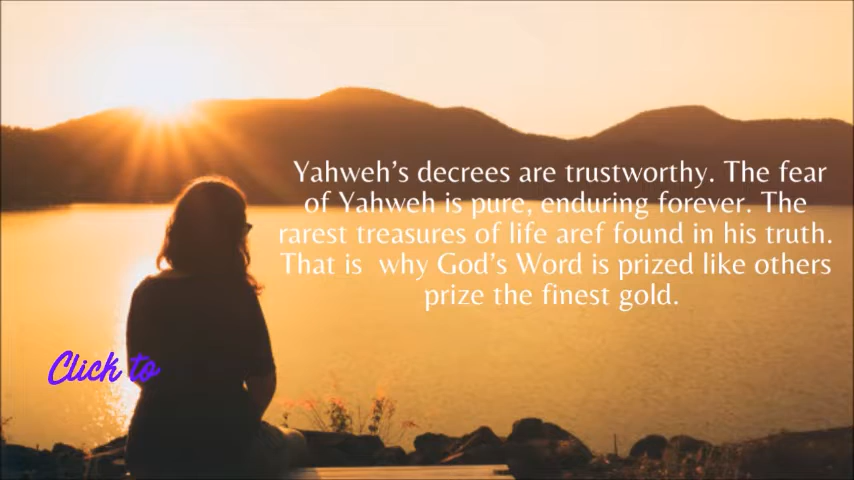 Yahweh’s decrees are trustworthy. The fear
of Yahweh is pure, enduring forever. The
rarest treasures of life aref found in his truth.
That is  why God’s Word is prized like others
prize the finest gold.
Click to